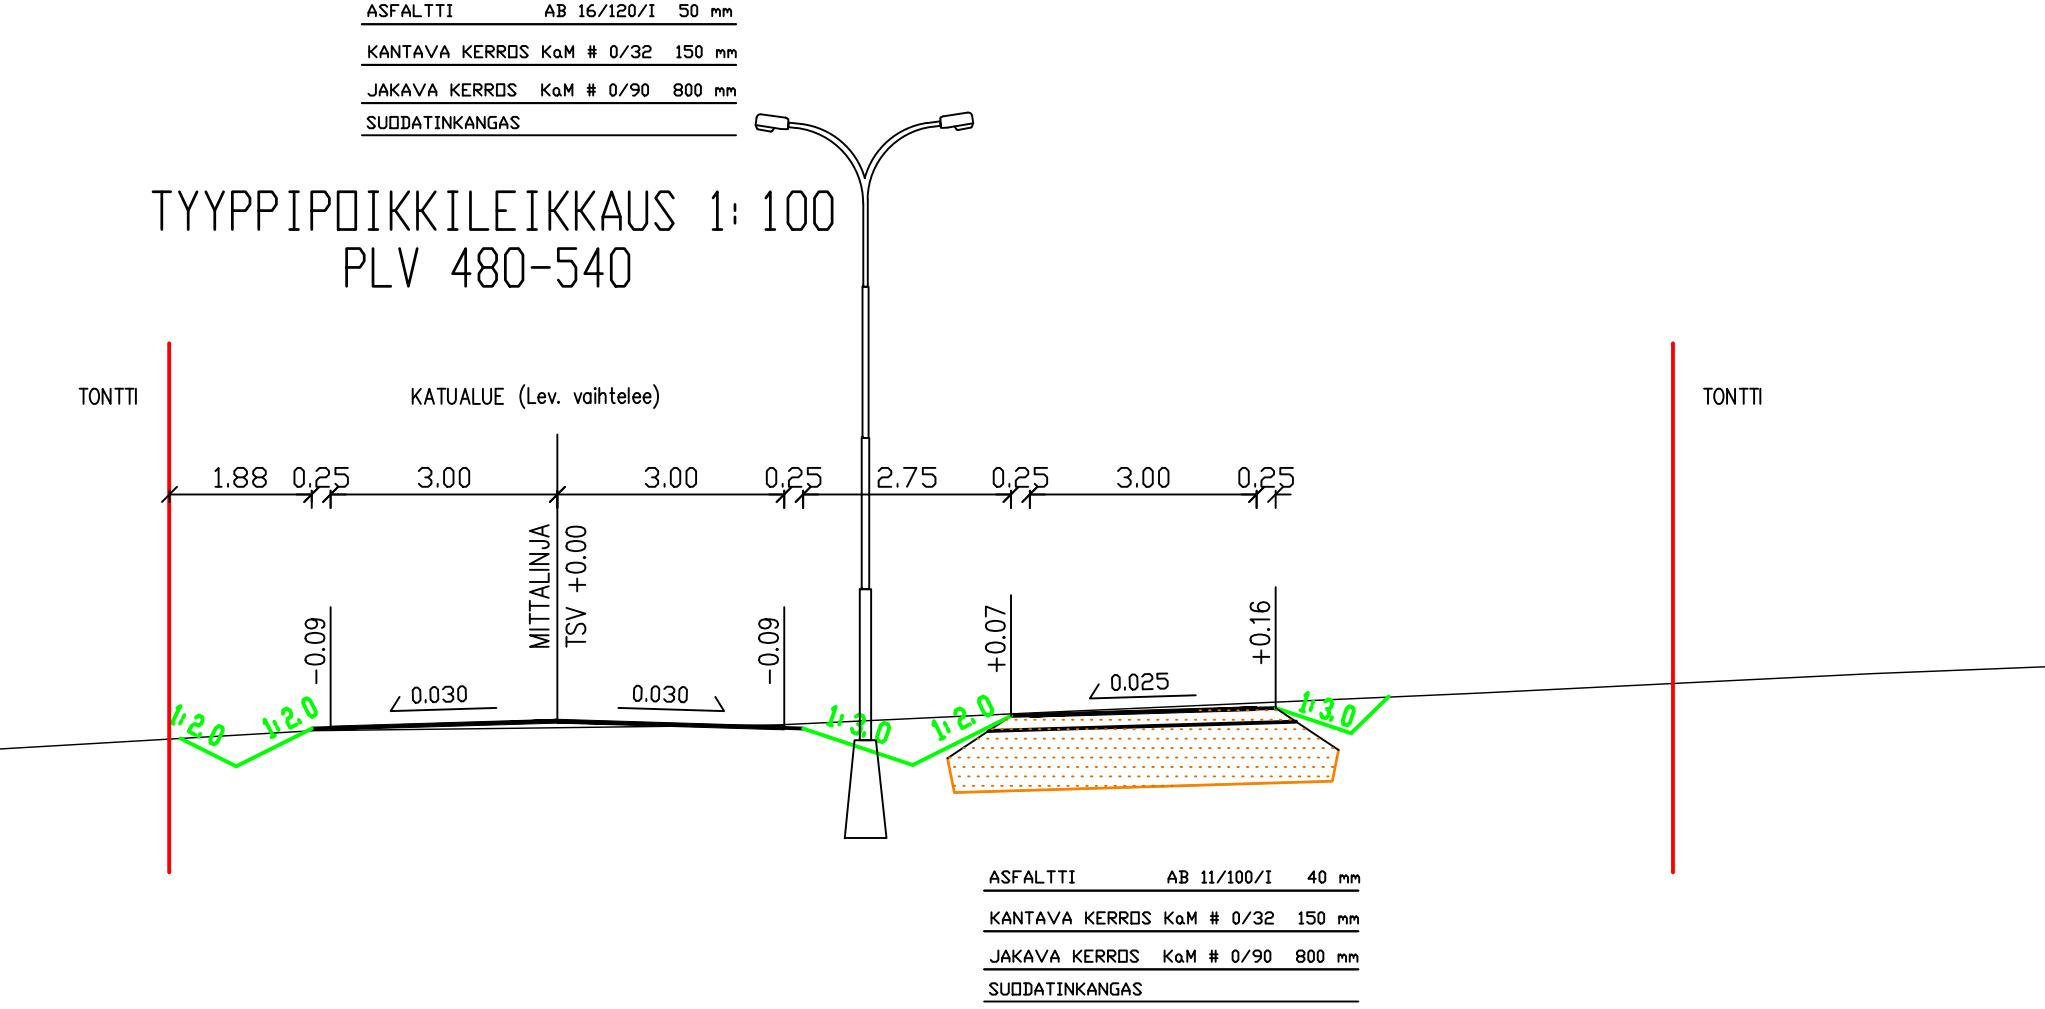 ASFALTTI AB 16/120/I 50 mm
KANTAVA KERROS KaM # 0/32 150 mm
JAKAVA KERROS KaM # 0/90 800 mm
SUODATINKANGAS
TYYPPIPOIKKILEIKKAUS 1: 100
PLV 480-540
TONTTI
KATUALUE (Lev. vaihtelee)
TONTTI
1.88 0.25 3.00 3.00 0.25 2.75 0.25 3.00 0.25
MITTALINJA
TSV +0.00
-0.09
-0.09
+0.07
+0.16
0.030
0.030
0.025
1:2.0
1:2.0
1:3.0
1:2.0
1:3.0
ASFALTTI AB 11/100/I 40 mm
KANTAVA KERROS KaM # 0/32 150 mm
JAKAVA KERROS KaM # 0/90 800 mm
SUODATINKANGAS